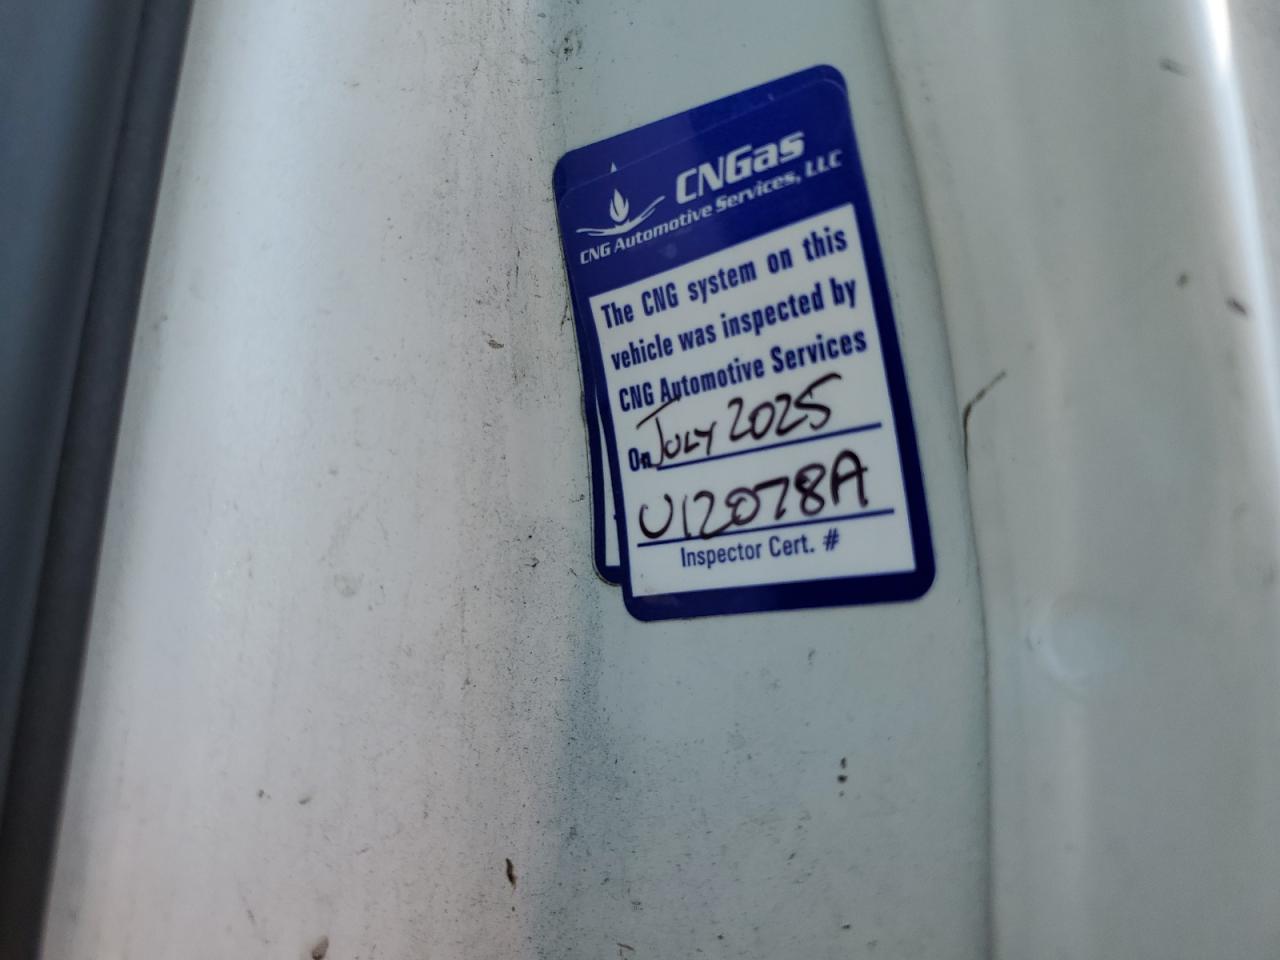 CNGas
CNG Automotive Services, LLC
The CNG system on this
vehicle was inspected by
CNG Automotive Services
On July 2025
U12078A
Inspector Cert. #